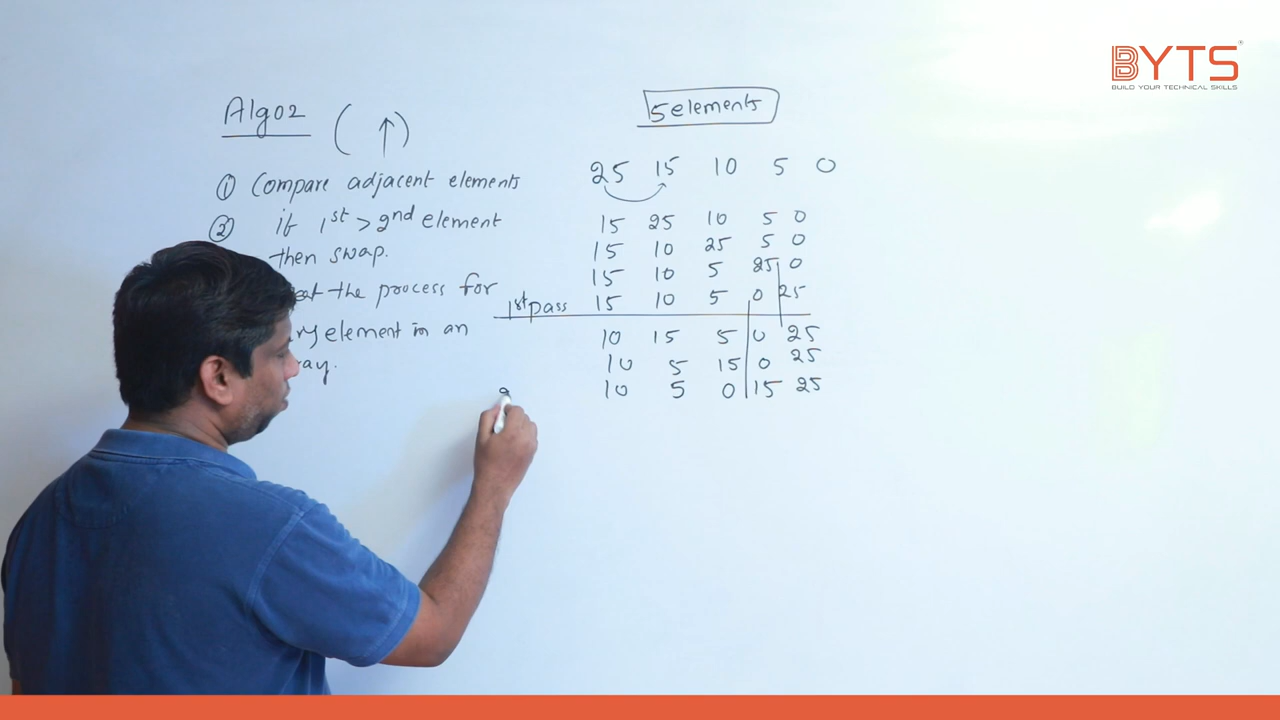 BYTS
BUILD YOUR TECHNICAL SKILLS
Algo2 ( ↑ )
① Compare adjacent elements
② if 1st > 2nd element
then swap.
the process for
element in an
5 elements
25 15 10 5 0
15 25 10 5 0
15 10 25 5 0
15 10 5 25 0
1st pass 15 10 5 0 25
10 15 5 0 25
10 5 15 0 25
10 5 0 15 25